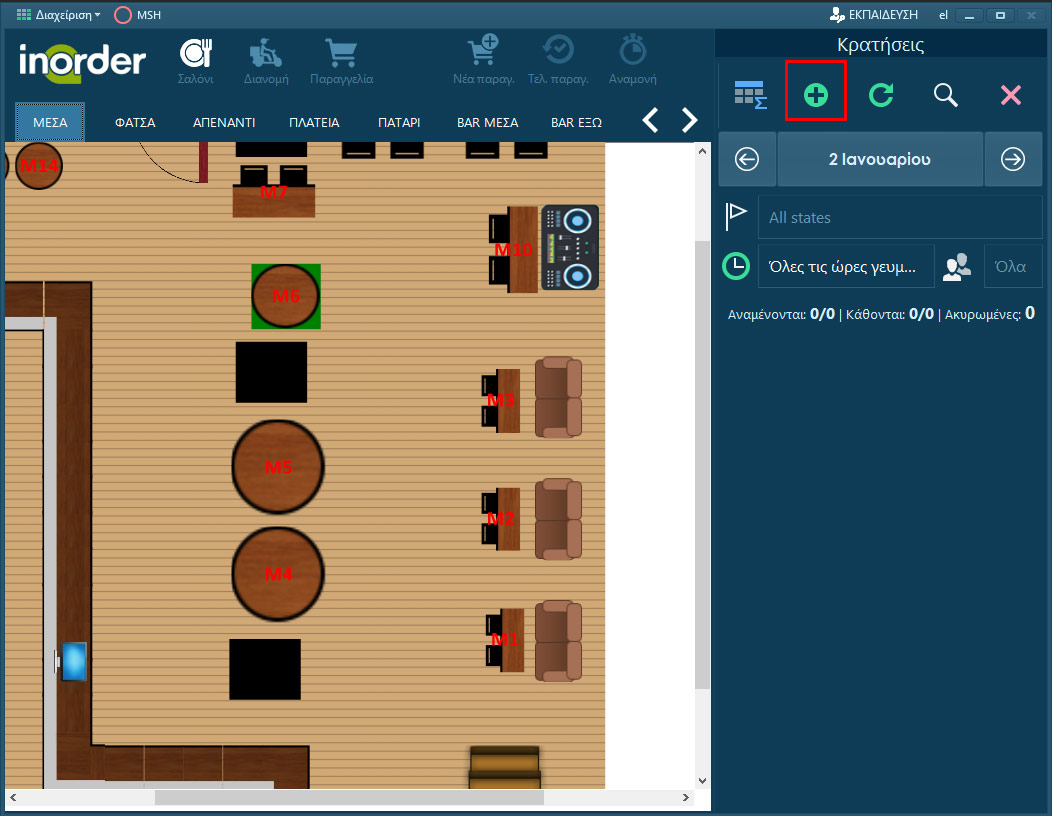 Διαχείριση
MSH
ΕΚΠΑΙΔΕΥΣΗ
el
inorder
Σαλόνι
Διανομή
Παραγγελία
Νέα παραγ.
Τελ. παραγ.
Αναμονή
Κρατήσεις
ΜΕΣΑ
ΦΑΤΣΑ
ΑΠΕΝΑΝΤΙ
ΠΛΑΤΕΙΑ
ΠΑΤΑΡΙ
BAR ΜΕΣΑ
BAR ΕΞΩ
2 Ιανουαρίου
All states
Όλες τις ώρες γευμ...
Όλα
Αναμένονται: 0/0 | Κάθονται: 0/0 | Ακυρωμένες: 0
M14
M7
M10
M6
M3
M5
M2
M4
M1